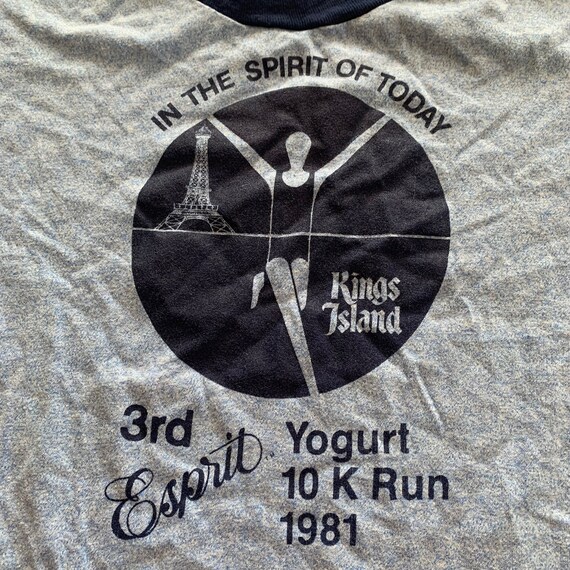 IN THE SPIRIT OF TODAY
Kings
Island
3rd
Esprit..
Yogurt
10 K Run
1981